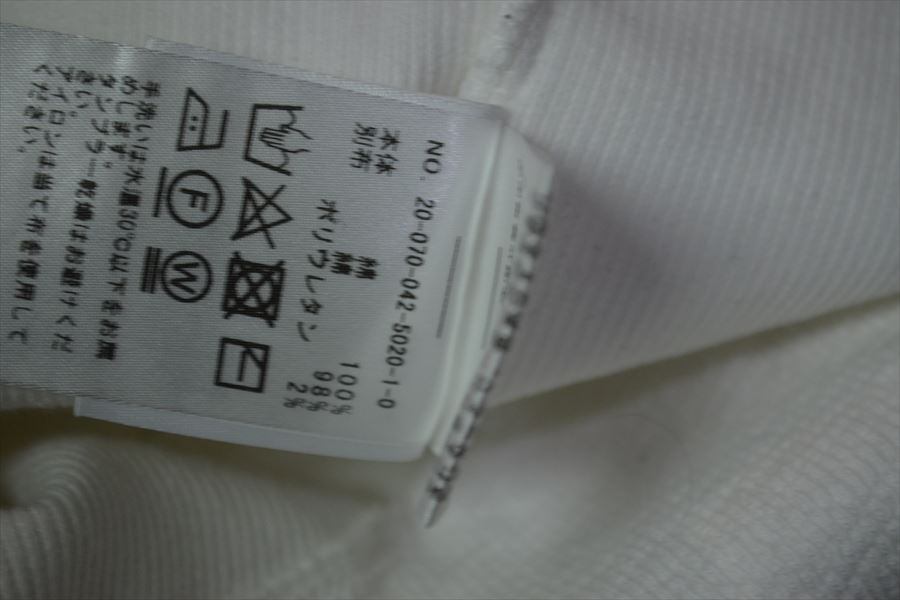 NO. 20-070-042-5020-1-0
本体 綿 100%
別布 綿 98%
ポリウレタン 2%
F
W
手洗いは水温30℃以下をお薦
めします。
タンブラー乾燥はお避けくだ
さい。
アイロンは当て布を使用して
ください。